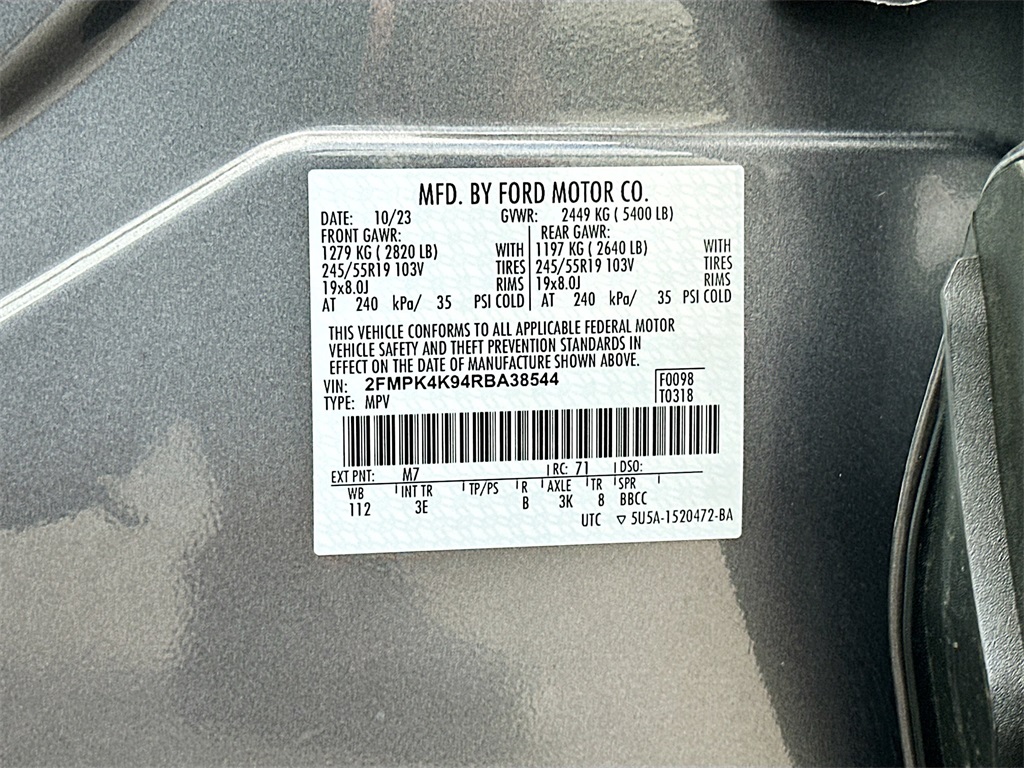 MFD. BY FORD MOTOR CO.
DATE: 10/23 GVWR: 2449 KG ( 5400 LB)
FRONT GAWR: REAR GAWR:
1279 KG ( 2820 LB) WITH 1197 KG ( 2640 LB) WITH
245/55R19 103V TIRES 245/55R19 103V TIRES
19x8.0J RIMS 19x8.0J RIMS
AT 240 kPa/ 35 PSI COLD AT 240 kPa/ 35 PSI COLD
THIS VEHICLE CONFORMS TO ALL APPLICABLE FEDERAL MOTOR
VEHICLE SAFETY AND THEFT PREVENTION STANDARDS IN
EFFECT ON THE DATE OF MANUFACTURE SHOWN ABOVE.
VIN: 2FMPK4K94RBA38544 F0098
TYPE: MPV T0318
EXT PNT: M7 RC: 71 DSO:
WB INT TR TP/PS R AXLE TR SPR
112 3E B 3K 8 BBCC
UTC ▽ 5U5A-1520472-BA